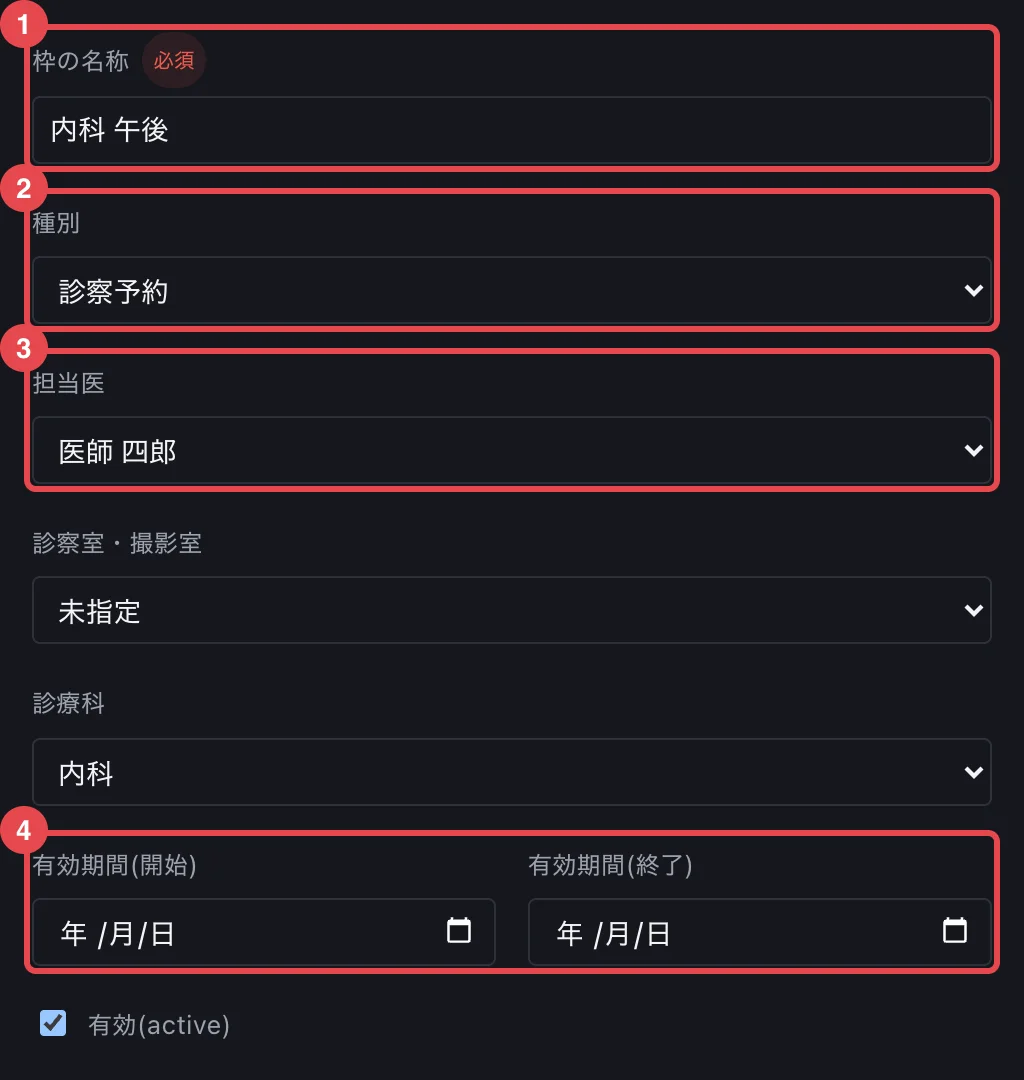 1
枠の名称 必須
内科 午後
2
種別
診察予約
3
担当医
医師 四郎
診察室・撮影室
未指定
診療科
内科
4
有効期間(開始) 有効期間(終了)
年 /月/日 年 /月/日
有効(active)